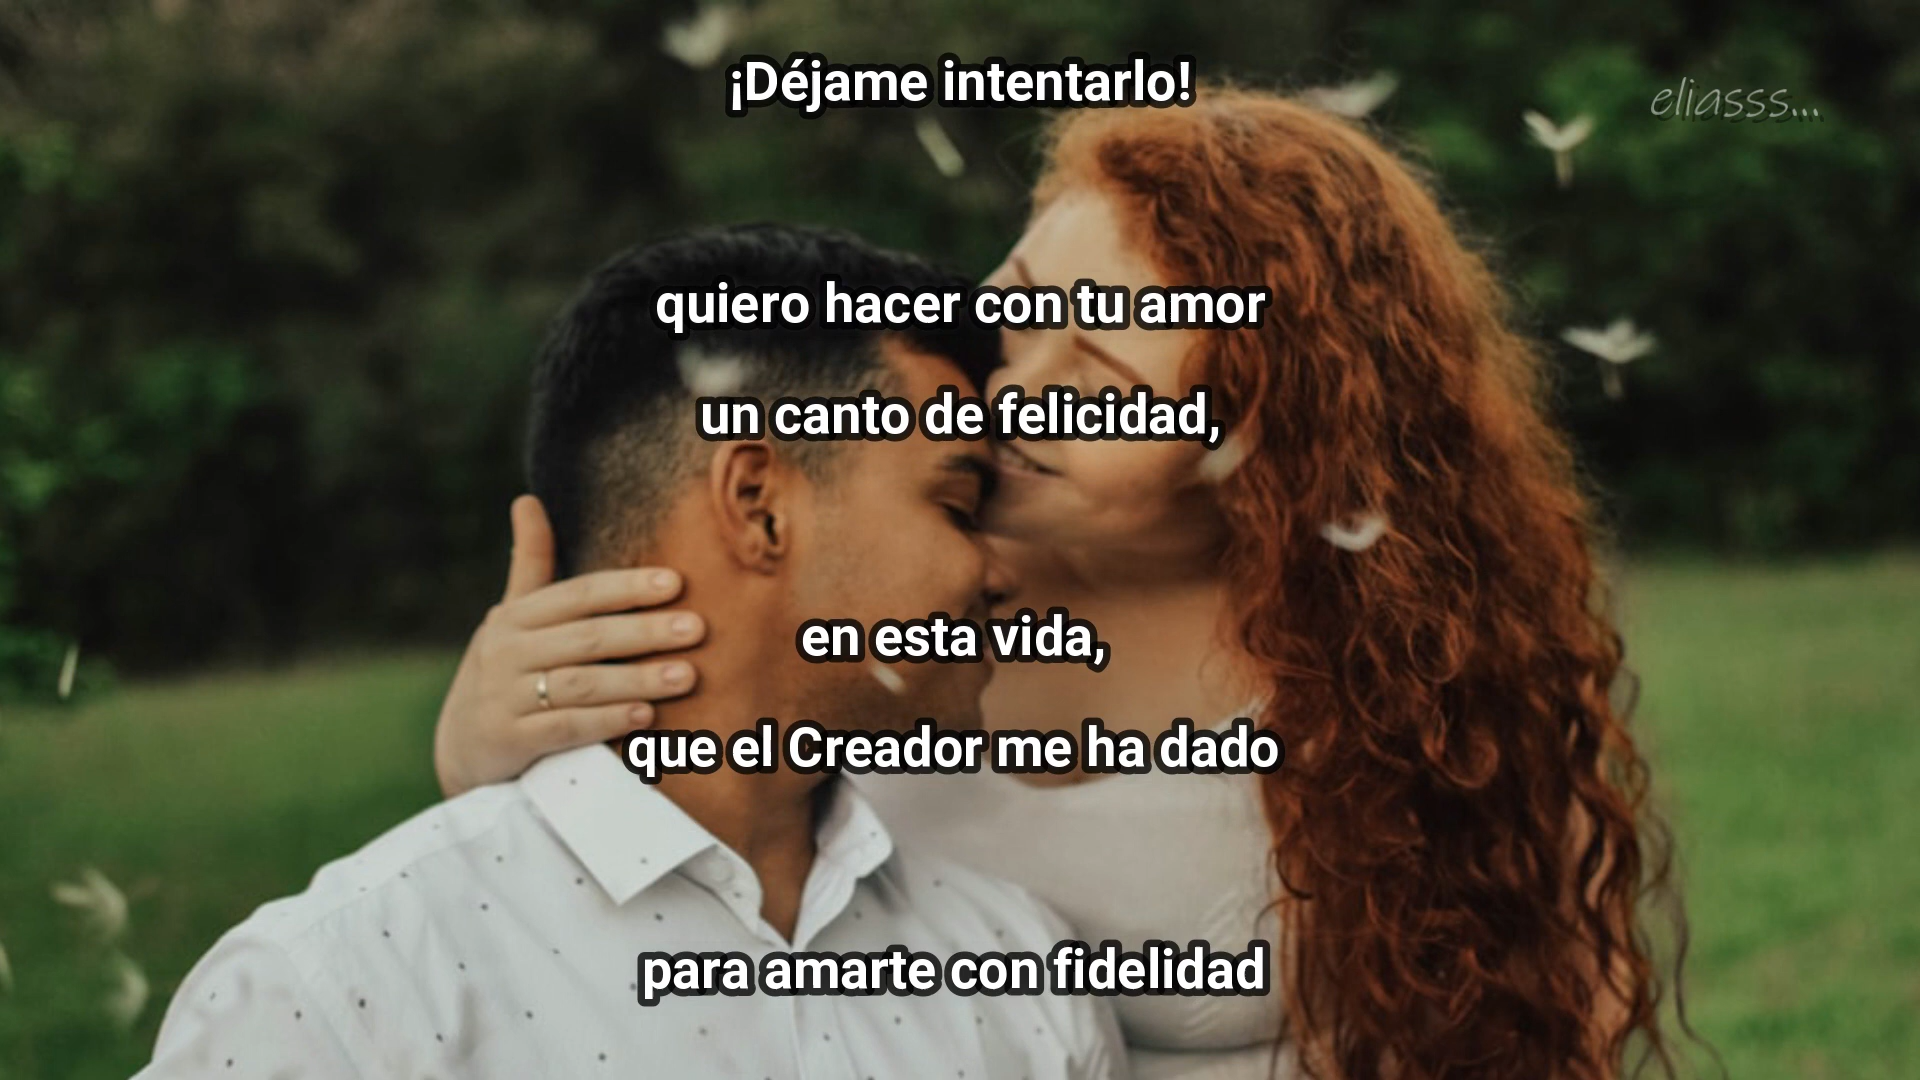 ¡Déjame intentarlo!
eliasss...
quiero hacer con tu amor
un canto de felicidad,
en esta vida,
que el Creador me ha dado
para amarte con fidelidad